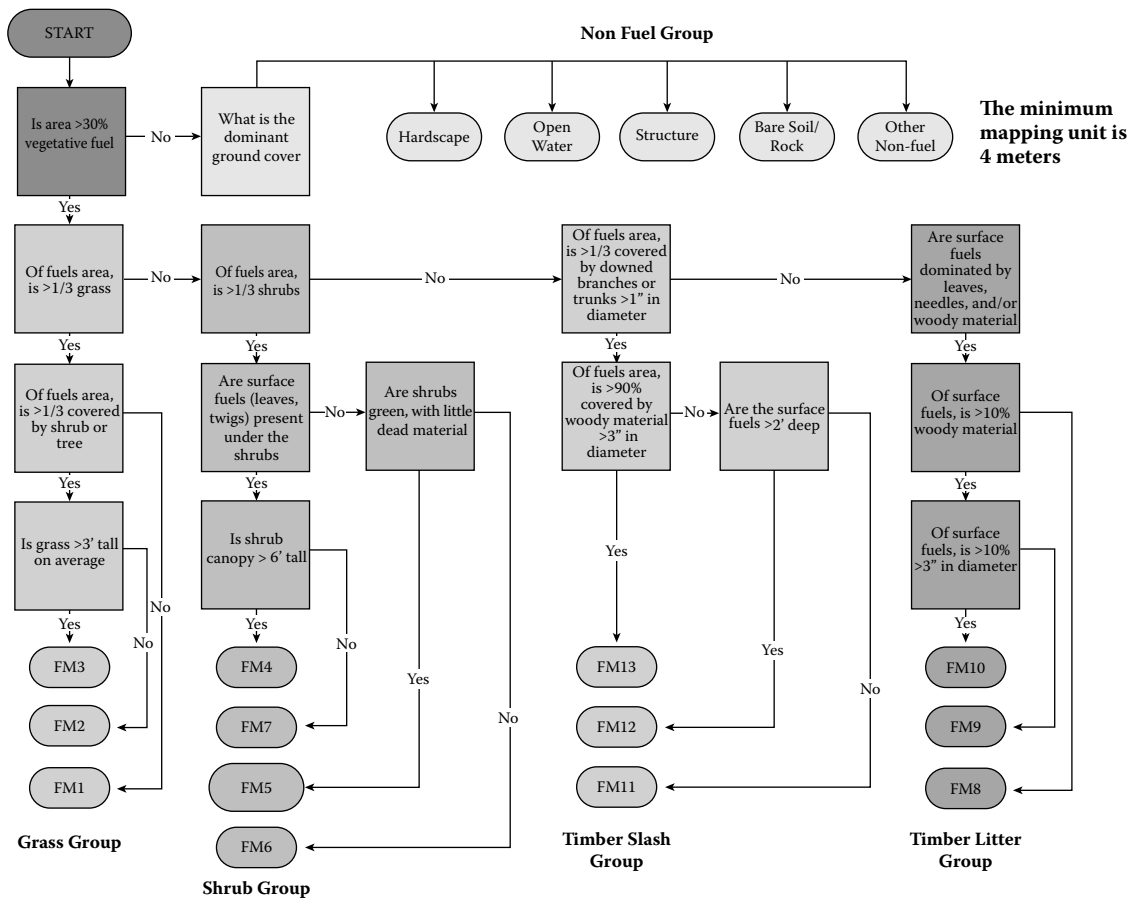 START
Non Fuel Group
Is area >30%
vegetative fuel
No
What is the
dominant
ground cover
Hardscape
Open
Water
Structure
Bare Soil/
Rock
Other
Non-fuel
The minimum
mapping unit is
4 meters
Yes
Of fuels area,
is >1/3 grass
No
Of fuels area,
is >1/3 shrubs
No
Of fuels area,
is >1/3 covered
by downed
branches or
trunks >1” in
diameter
No
Are surface
fuels
dominated by
leaves,
needles, and/or
woody material
Yes
Yes
Yes
Yes
Of fuels area,
is >1/3 covered
by shrub or
tree
Are surface
fuels (leaves,
twigs) present
under the
shrubs
No
Are shrubs
green, with little
dead material
Of fuels area,
is >90%
covered by
woody material
>3” in
diameter
No
Are the surface
fuels >2’ deep
Of surface
fuels, is >10%
woody material
Yes
Yes
Yes
Is grass >3’ tall
on average
Is shrub
canopy > 6’ tall
Yes
Of surface
fuels, is >10%
>3” in diameter
No
Yes
No
Yes
No
Yes
Yes
No
Yes
No
FM3
FM4
FM13
FM10
FM2
FM7
FM12
FM9
FM1
FM5
FM11
FM8
FM6
Grass Group
Shrub Group
Timber Slash
Group
Timber Litter
Group